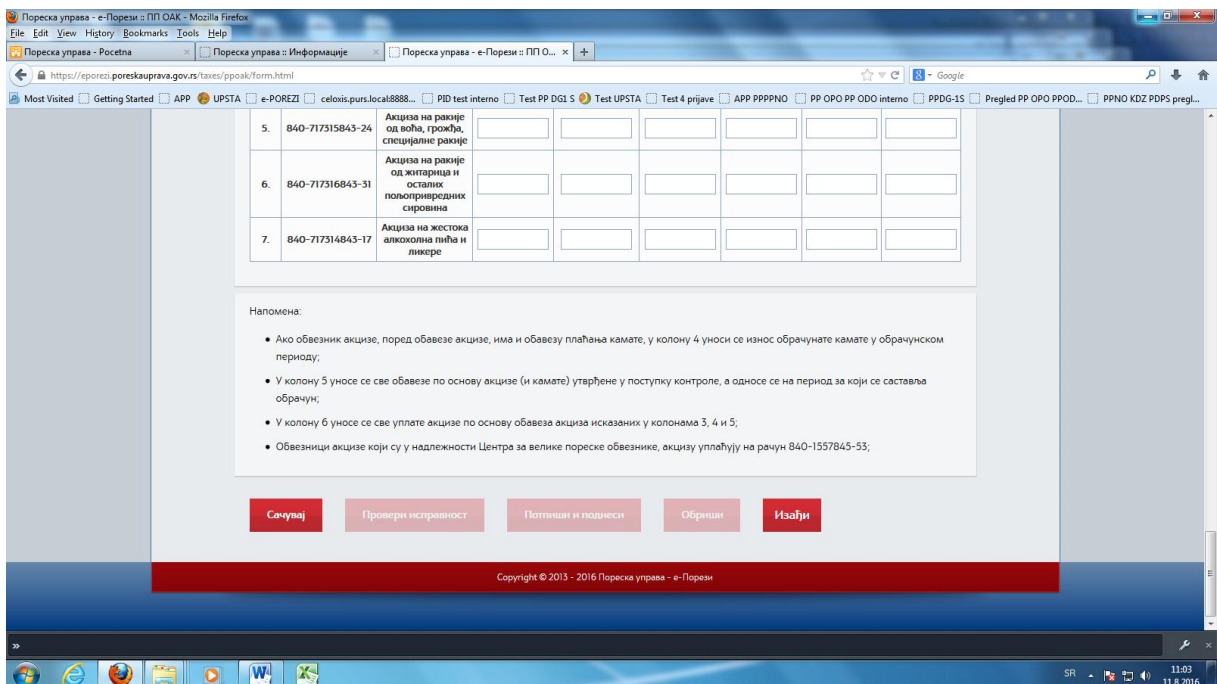 Пореска управа - е-Порези :: ПП ОАК - Mozilla Firefox
File Edit View History Bookmarks Tools Help
Пореска управа - Pocetna × Пореска управа :: Информације × Пореска управа - е-Порези :: ПП О... × +
https://eporezi.poreskauprava.gov.rs/taxes/ppoak/form.html Google
Most Visited Getting Started APP UPSTA e-POREZI celoxis.purs.local:8888... PID test interno Test PP DG1 S Test UPSTA Test 4 prijave APP PPPPNO PP OPO PP ODO interno PPDG-1S Pregled PP OPO PPOD... PPNO KDZ PDPS pregl...
5. 840-717315843-24 Акциза на ракије
од воћа, грожђа,
специјалне ракије
6. 840-717316843-31 Акциза на ракије
од житарица и
осталих
пољопривредних
сировина
7. 840-717314843-17 Акциза на жестока
алкохолна пића и
ликере
Напомена:
• Ако обвезник акцизе, поред обавезе акцизе, има и обавезу плаћања камате, у колону 4 уноси се износ обрачунате камате у обрачунском
периоду;
• У колону 5 уносе се све обавезе по основу акцизе (и камате) утврђене у поступку контроле, а односе се на период за који се саставља
обрачун;
• У колону 6 уносе се све уплате акцизе по основу обавеза акциза исказаних у колонама 3, 4 и 5;
• Обвезници акцизе који су у надлежности Центра за велике пореске обвезнике, акцизу уплаћују на рачун 840-1557845-53;
Сачувај Провери исправност Потпиши и поднеси Обриши Изађи
Copyright © 2013 - 2016 Пореска управа - е-Порези
»
SR 11:03
11.8.2016